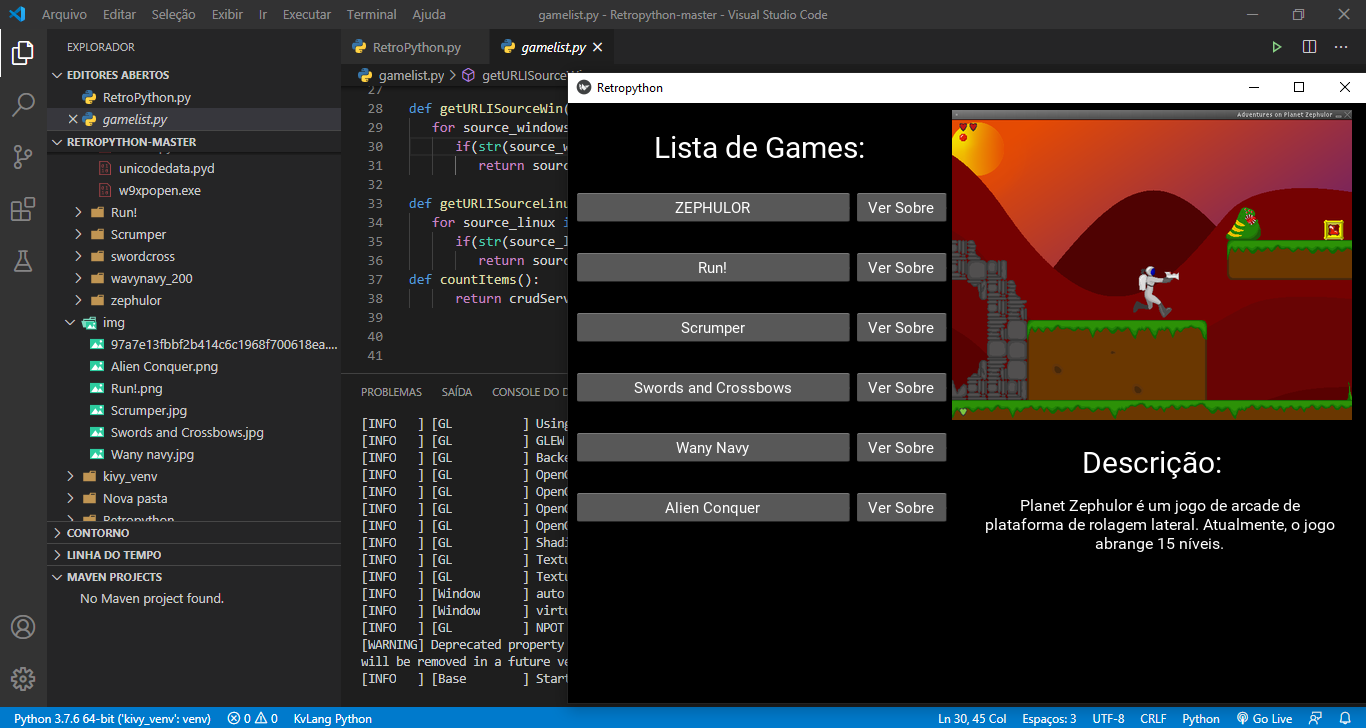 Arquivo Editar Seleção Exibir Ir Executar Terminal Ajuda gamelist.py - Retropython-master - Visual Studio Code
EXPLORADOR
EDITORES ABERTOS
RetroPython.py
gamelist.py
RETROPYTHON-MASTER
unicodedata.pyd
w9xpopen.exe
Run!
Scrumper
swordcross
wavynavy_200
zephulor
img
97a7e13fbbf2b414c6c1968f700618ea....
Alien Conquer.png
Run!.png
Scrumper.jpg
Swords and Crossbows.jpg
Wany navy.jpg
kivy_venv
Nova pasta
Retropython
CONTORNO
LINHA DO TEMPO
MAVEN PROJECTS
No Maven project found.
RetroPython.py gamelist.py
gamelist.py > getURLISourceWi
27
28 def getURLISourceWin(
29 for source_windows
30 if(str(source_w
31 return sourc
32
33 def getURLISourceLinu
34 for source_linux i
35 if(str(source_l
36 return sourc
37 def countItems():
38 return crudServ
39
40
41
PROBLEMAS SAÍDA CONSOLE DO D
[INFO ] [GL ] Using
[INFO ] [GL ] GLEW
[INFO ] [GL ] Backe
[INFO ] [GL ] OpenG
[INFO ] [GL ] OpenG
[INFO ] [GL ] OpenG
[INFO ] [GL ] OpenG
[INFO ] [GL ] Shadi
[INFO ] [GL ] Textu
[INFO ] [GL ] Textu
[INFO ] [Window ] auto
[INFO ] [Window ] virtu
[INFO ] [GL ] NPOT
[WARNING] Deprecated property
will be removed in a future ve
[INFO ] [Base ] Start
Retropython
Lista de Games:
ZEPHULOR Ver Sobre
Run! Ver Sobre
Scrumper Ver Sobre
Swords and Crossbows Ver Sobre
Wany Navy Ver Sobre
Alien Conquer Ver Sobre
Adventures on Planet Zephulor
Descrição:
Planet Zephulor é um jogo de arcade de
plataforma de rolagem lateral. Atualmente, o jogo
abrange 15 níveis.
Python 3.7.6 64-bit ('kivy_venv': venv) 0 0 KvLang Python Ln 30, 45 Col Espaços: 3 UTF-8 CRLF Python Go Live